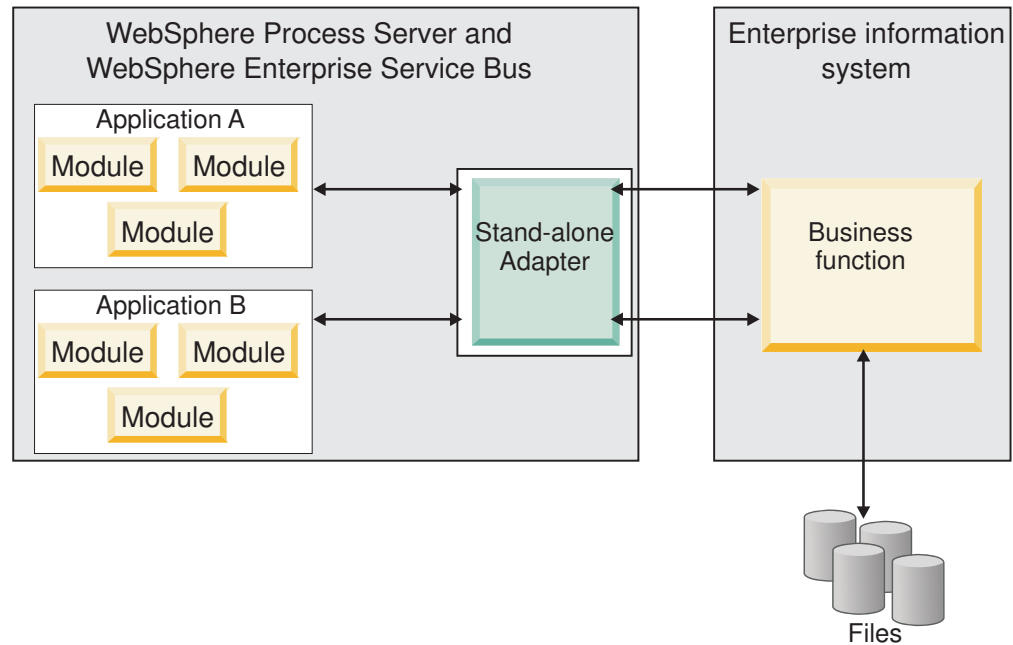 WebSphere Process Server and
WebSphere Enterprise Service Bus
Application A
Module
Module
Module
Application B
Module
Module
Module
Stand-alone
Adapter
Enterprise information
system
Business
function
Files